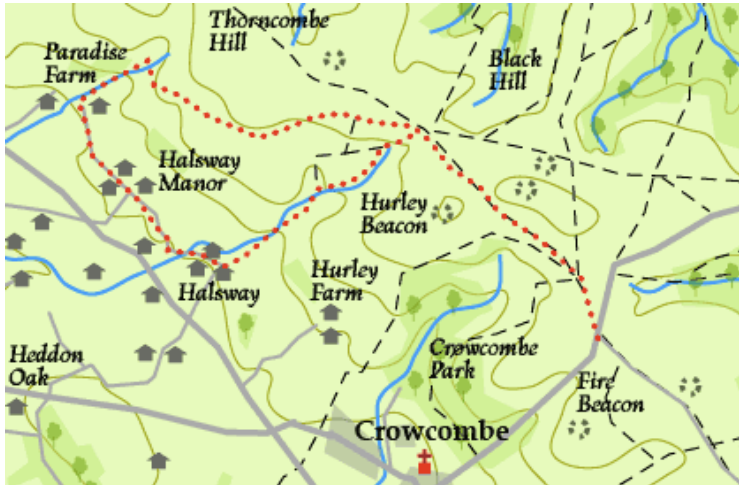 Thorncombe
Hill
Paradise
Farm
Black
Hill
Halsway
Manor
Hurley
Beacon
Halsway
Hurley
Farm
Heddon
Oak
Crowcombe
Park
Fire
Beacon
Crowcombe